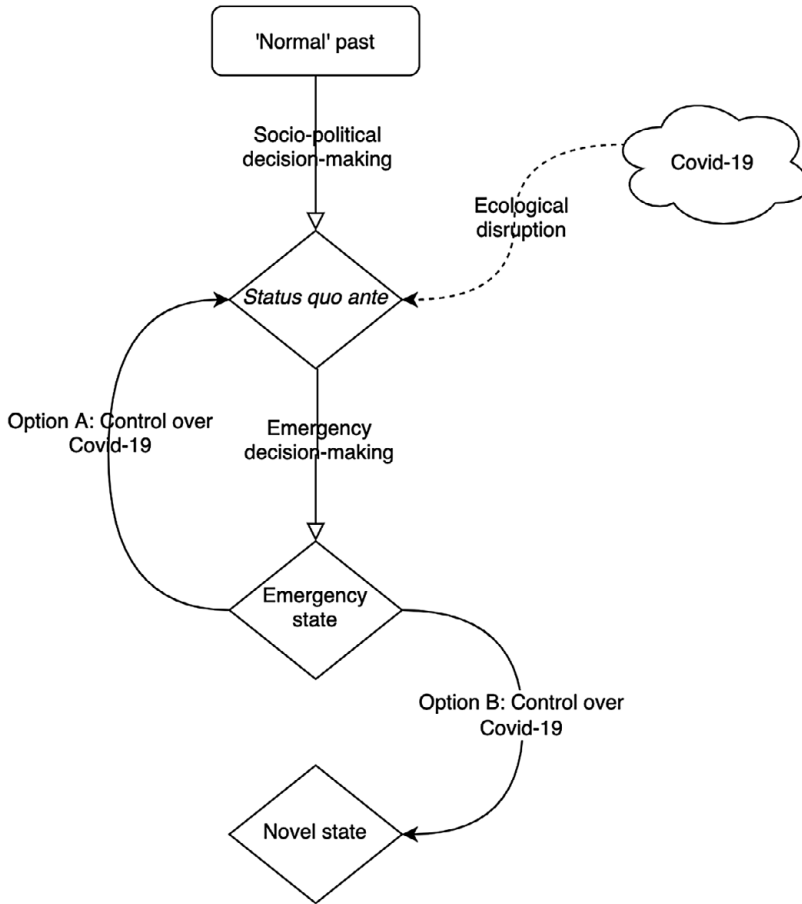 'Normal' past
Socio-political
decision-making
Covid-19
Ecological
disruption
Status quo ante
Option A: Control over
Covid-19
Emergency
decision-making
Emergency
state
Option B: Control over
Covid-19
Novel state